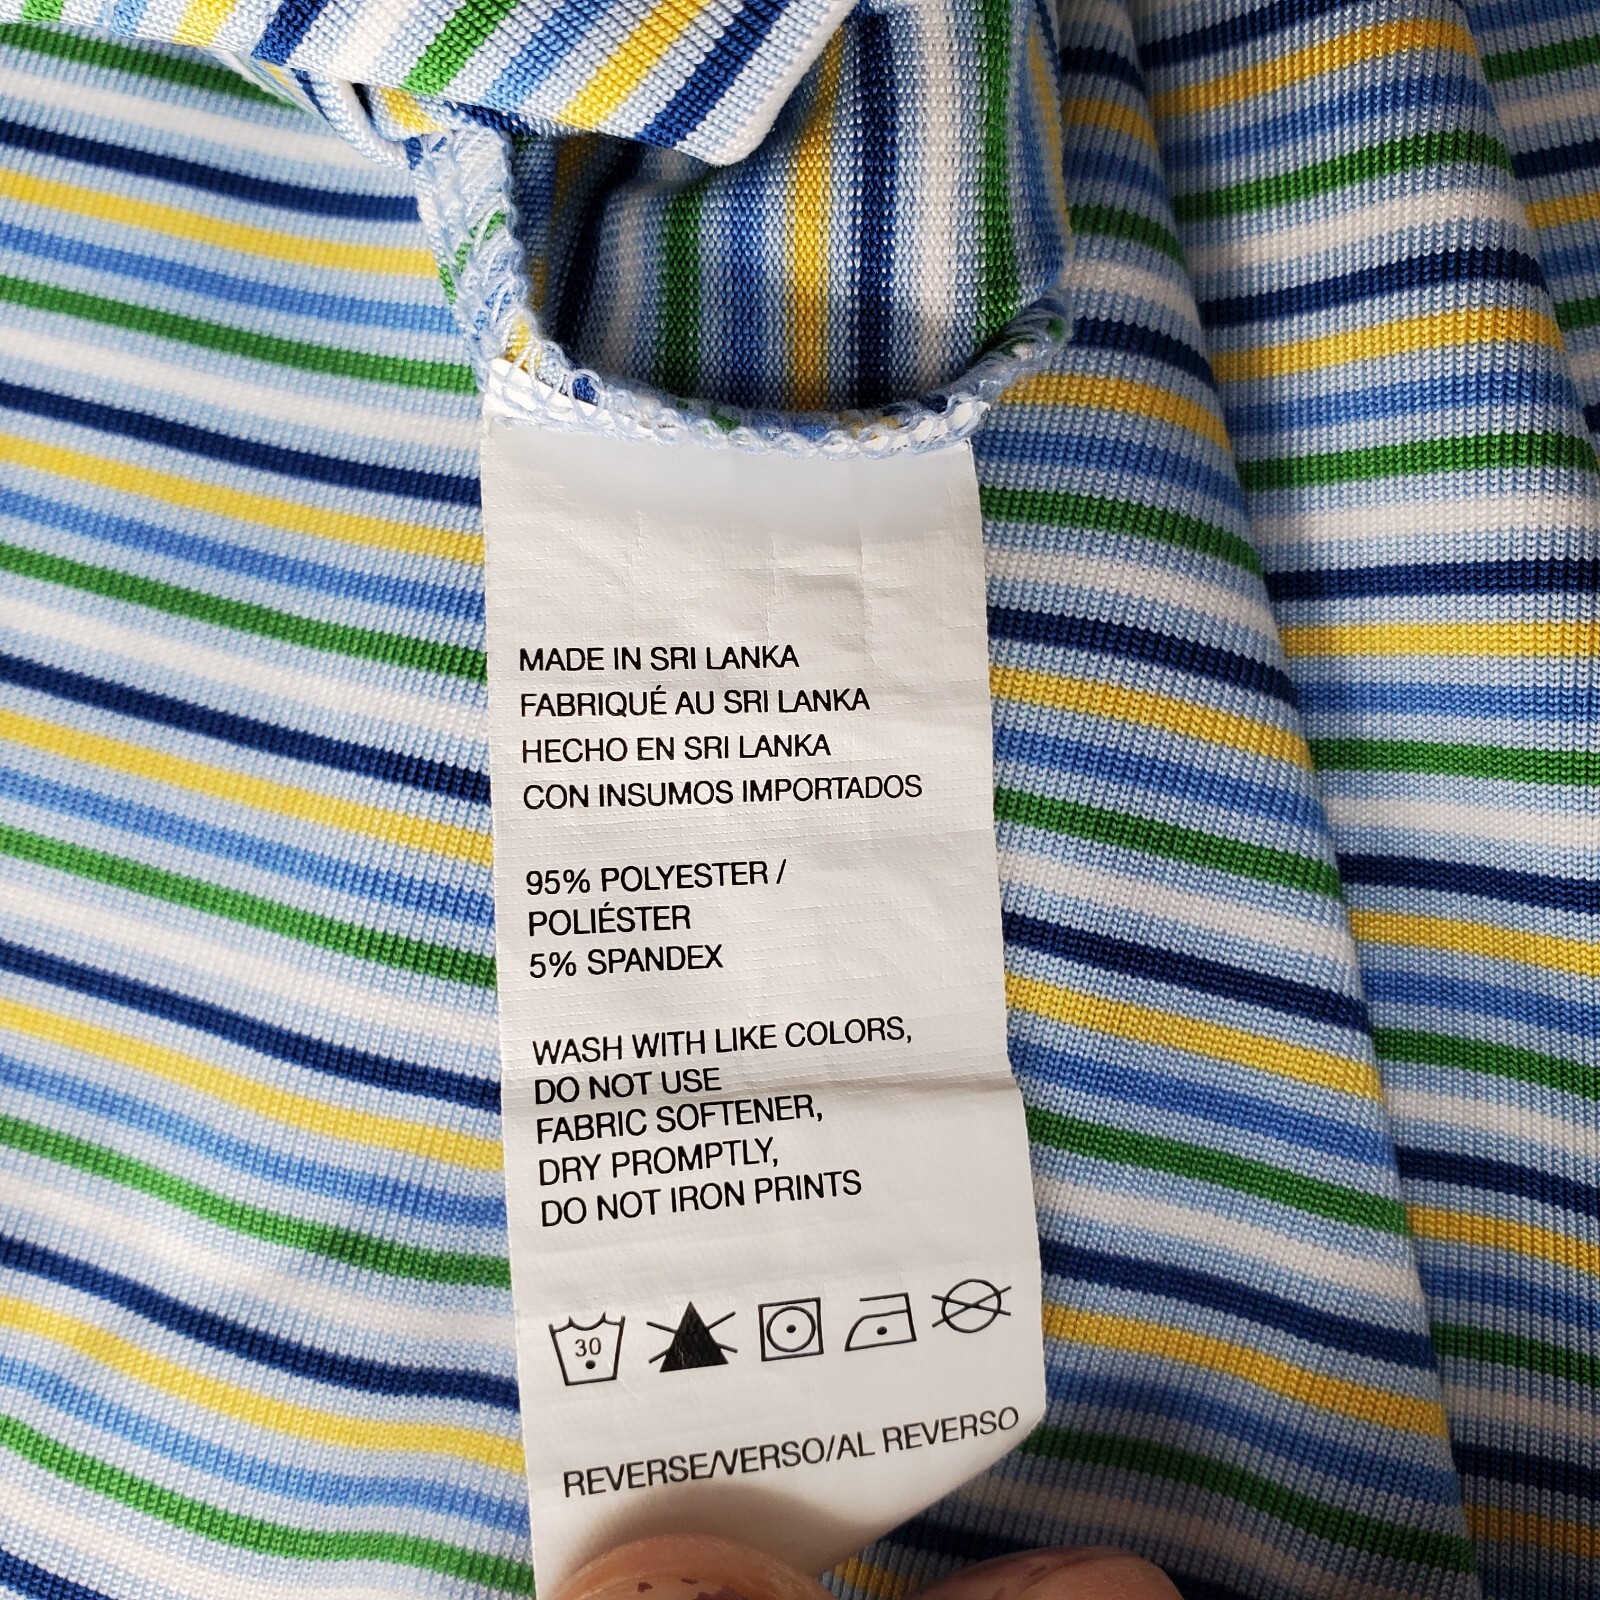 MADE IN SRI LANKA
FABRIQUÉ AU SRI LANKA
HECHO EN SRI LANKA
CON INSUMOS IMPORTADOS
95% POLYESTER /
POLIÉSTER
5% SPANDEX
WASH WITH LIKE COLORS,
DO NOT USE
FABRIC SOFTENER,
DRY PROMPTLY,
DO NOT IRON PRINTS
30
REVERSE/VERSO/AL REVERSO